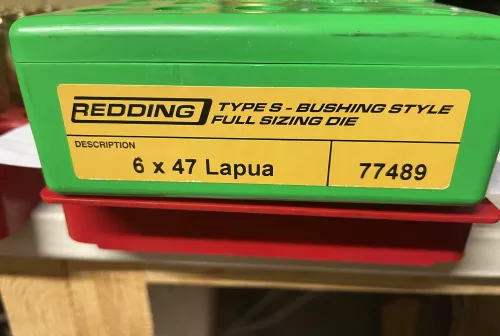 REDDING
TYPE S - BUSHING STYLE
FULL SIZING DIE
DESCRIPTION
6 x 47 Lapua
77489